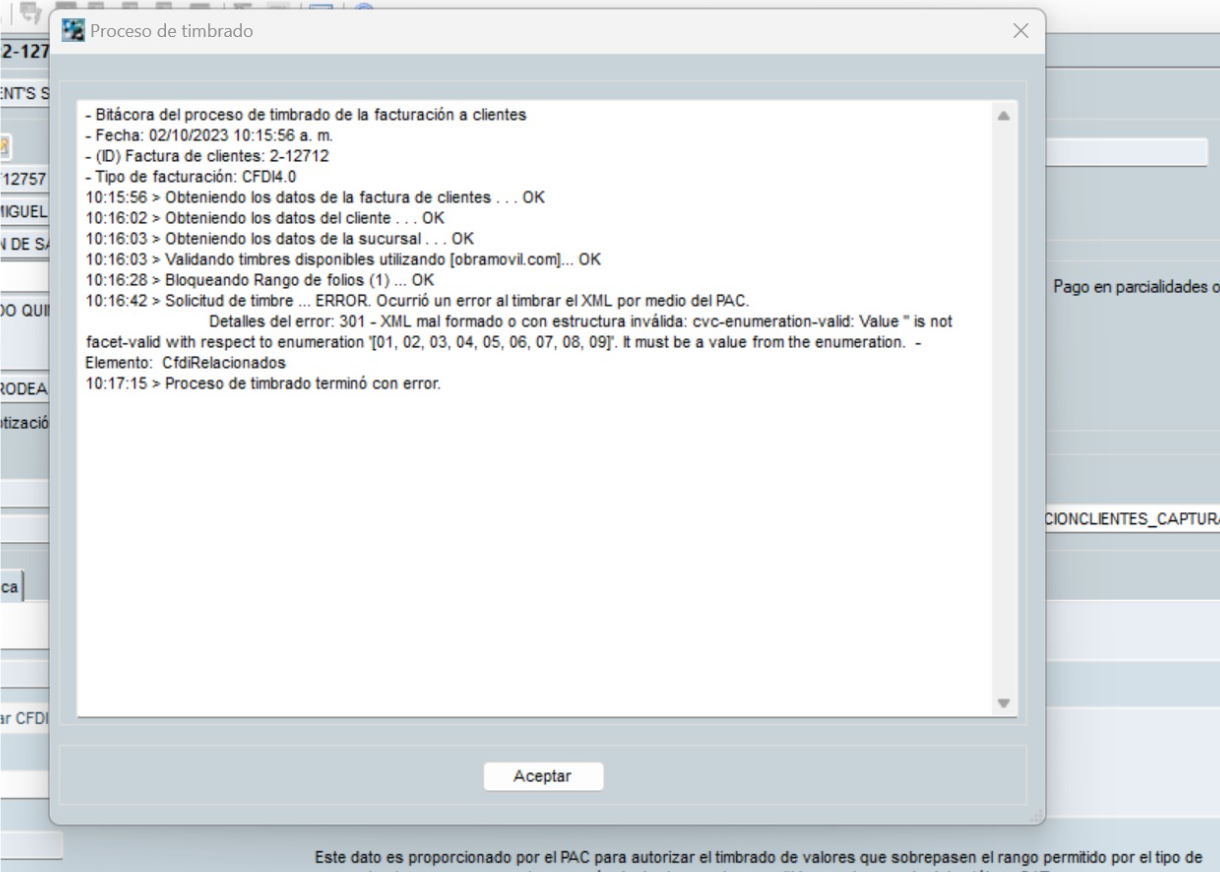 Proceso de timbrado
2-127
ENT'S S
12757
MIGUEL
N DE SA
DO QUI
RODEA
otizació
ca
ar CFDI
- Bitácora del proceso de timbrado de la facturación a clientes
- Fecha: 02/10/2023 10:15:56 a. m.
- (ID) Factura de clientes: 2-12712
- Tipo de facturación: CFDI4.0
10:15:56 > Obteniendo los datos de la factura de clientes . . . OK
10:16:02 > Obteniendo los datos del cliente . . . OK
10:16:03 > Obteniendo los datos de la sucursal . . . OK
10:16:03 > Validando timbres disponibles utilizando [obramovil.com]... OK
10:16:28 > Bloqueando Rango de folios (1) ... OK
10:16:42 > Solicitud de timbre ... ERROR. Ocurrió un error al timbrar el XML por medio del PAC.
Detalles del error: 301 - XML mal formado o con estructura inválida: cvc-enumeration-valid: Value '' is not
facet-valid with respect to enumeration '[01, 02, 03, 04, 05, 06, 07, 08, 09]'. It must be a value from the enumeration. -
Elemento: CfdiRelacionados
10:17:15 > Proceso de timbrado terminó con error.
Aceptar
Pago en parcialidades o
CIONCLIENTES_CAPTURA
Este dato es proporcionado por el PAC para autorizar el timbrado de valores que sobrepasen el rango permitido por el tipo de